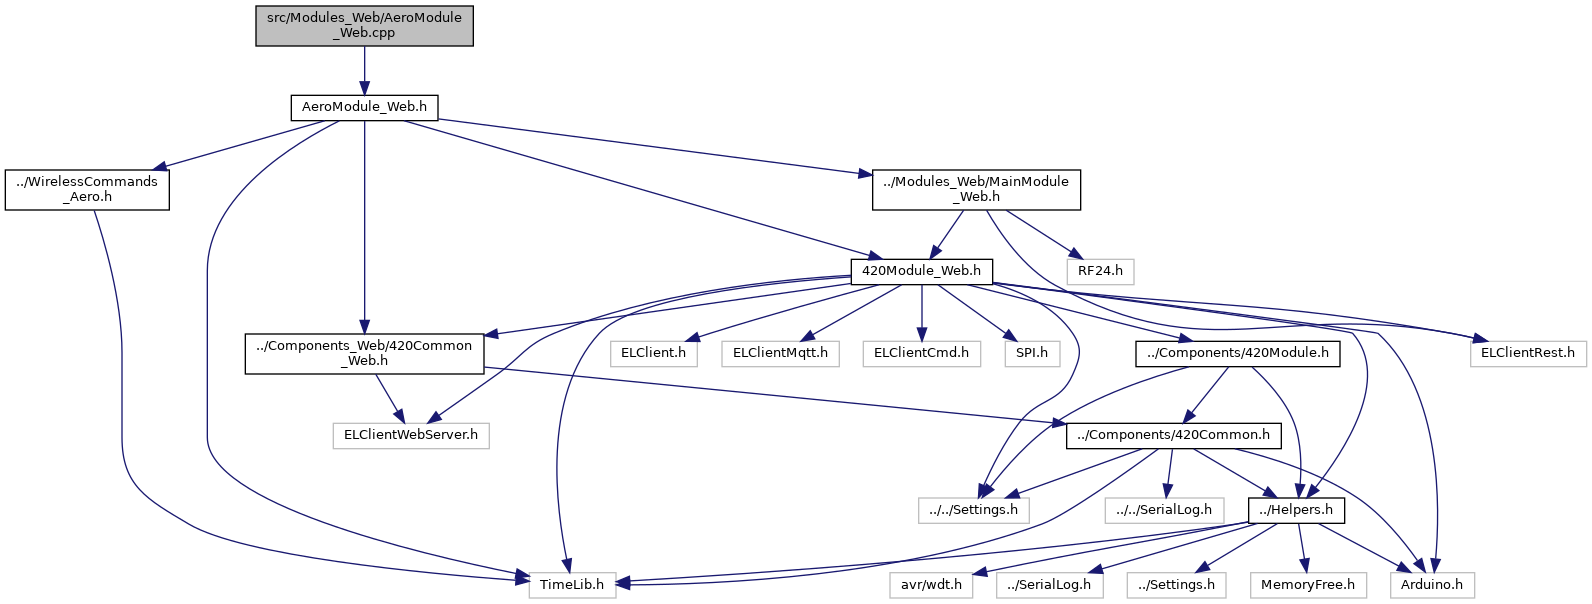 src/Modules_Web/AeroModule
_Web.cpp
AeroModule_Web.h
../WirelessCommands
_Aero.h
../Modules_Web/MainModule
_Web.h
420Module_Web.h
RF24.h
../Components_Web/420Common
_Web.h
ELClient.h
ELClientMqtt.h
ELClientCmd.h
SPI.h
../Components/420Module.h
ELClientRest.h
ELClientWebServer.h
../Components/420Common.h
../../Settings.h
../../SerialLog.h
../Helpers.h
TimeLib.h
avr/wdt.h
../SerialLog.h
../Settings.h
MemoryFree.h
Arduino.h